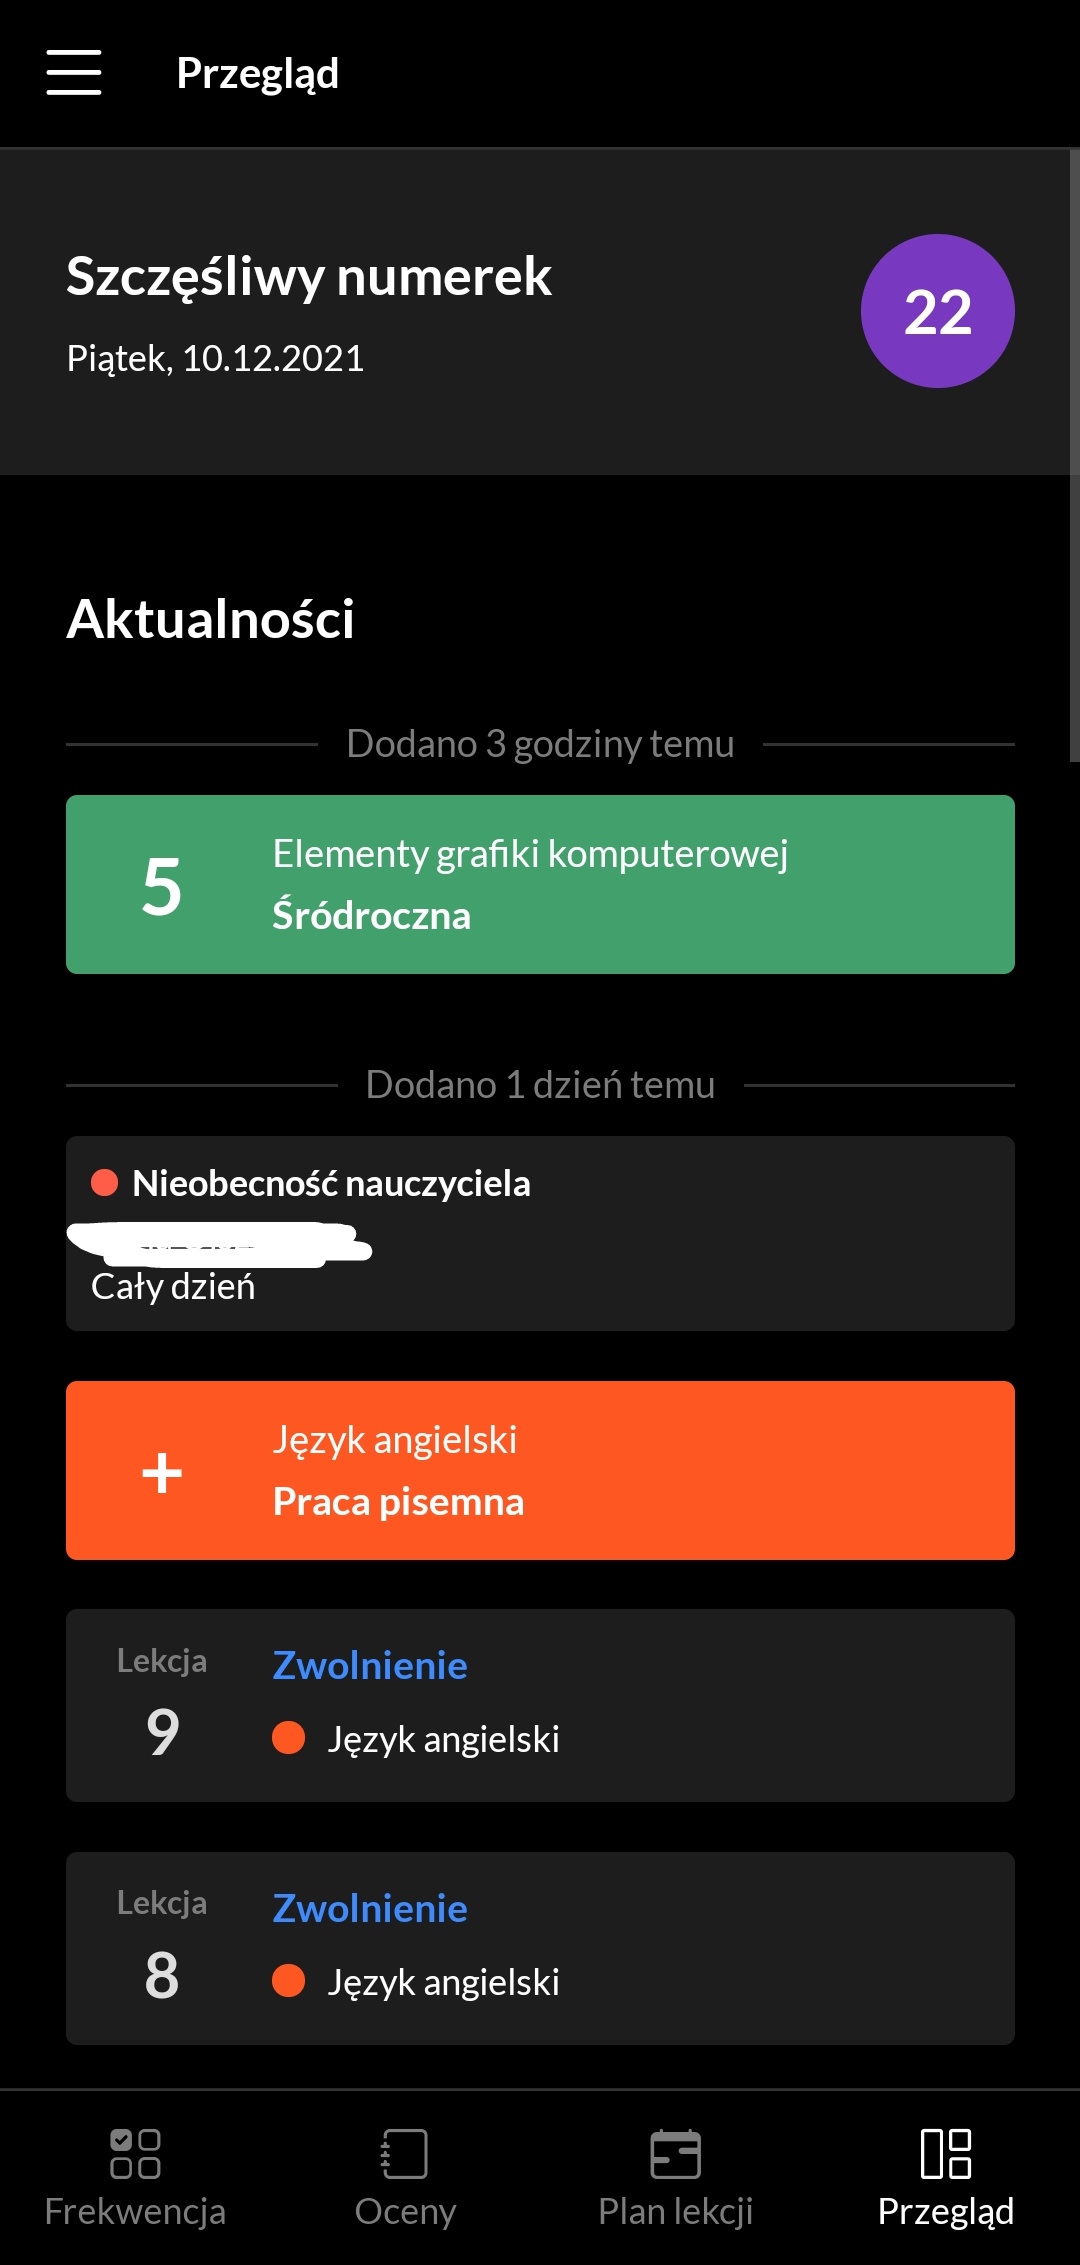 Przegląd
Szczęśliwy numerek
Piątek, 10.12.2021
22
Aktualności
Dodano 3 godziny temu
5
Elementy grafiki komputerowej
Śródroczna
Dodano 1 dzień temu
Nieobecność nauczyciela
Cały dzień
+
Język angielski
Praca pisemna
Lekcja
9
Zwolnienie
Język angielski
Lekcja
8
Zwolnienie
Język angielski
Frekwencja
Oceny
Plan lekcji
Przegląd